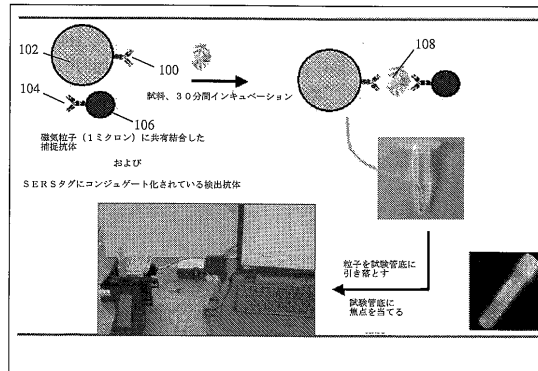 102
100
104
106
108
試料、30分間インキュベーション
磁気粒子（1ミクロン）に共有結合した
捕捉抗体
および
SERSタグにコンジュゲート化されている検出抗体
粒子を試験管底に
引き落とす
試験管底に
焦点を当てる